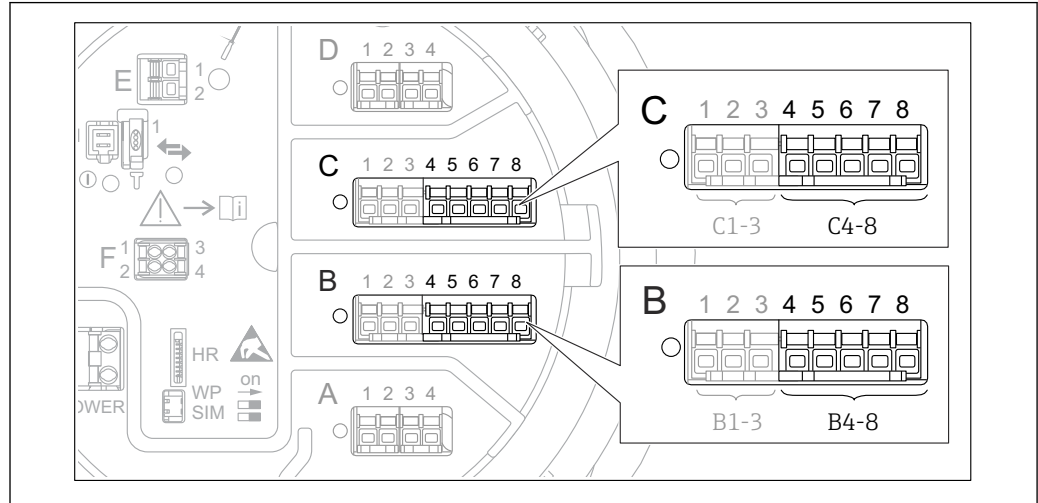 D 1 2 3 4
E 1
2
1
C 1 2 3 4 5 6 7 8
i
F 1 3
2 4
B 1 2 3 4 5 6 7 8
HR
WP on
SIM
OWER
A 1 2 3 4
C 1 2 3 4 5 6 7 8
C1-3 C4-8
B 1 2 3 4 5 6 7 8
B1-3 B4-8